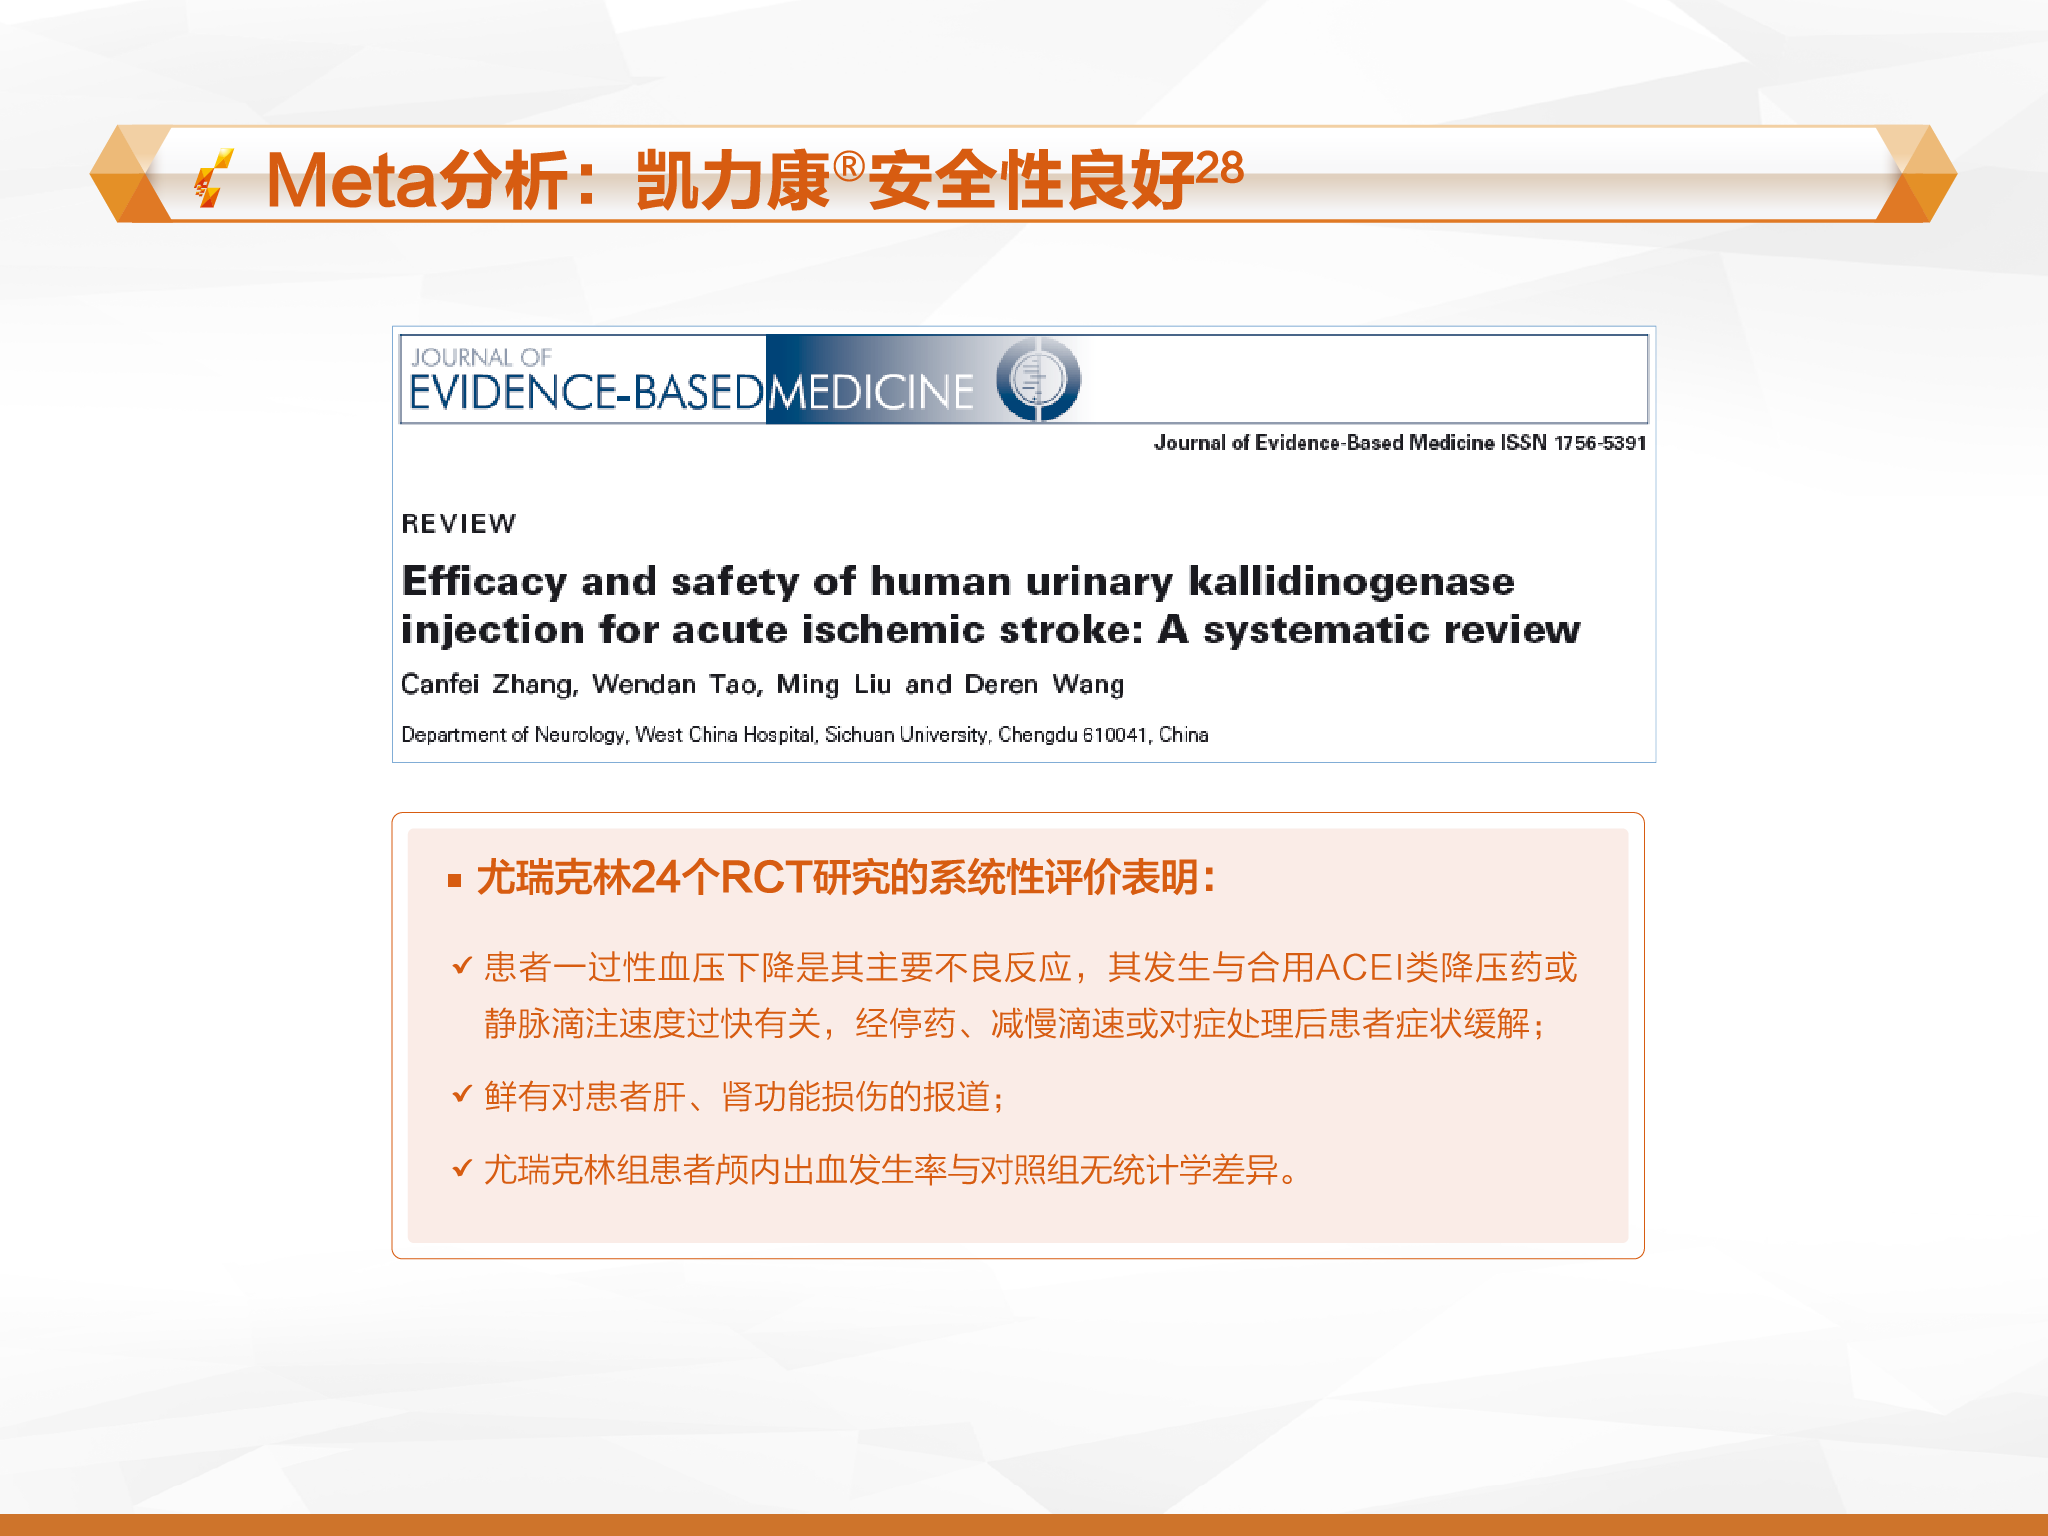 Meta分析：凯力康®安全性良好28
JOURNAL OF
EVIDENCE-BASEDMEDICINE
Journal of Evidence-Based Medicine ISSN 1756-5391
REVIEW
Efficacy and safety of human urinary kallidinogenase
injection for acute ischemic stroke: A systematic review
Canfei Zhang, Wendan Tao, Ming Liu and Deren Wang
Department of Neurology, West China Hospital, Sichuan University, Chengdu 610041, China
▪ 尤瑞克林24个RCT研究的系统性评价表明：
✓ 患者一过性血压下降是其主要不良反应，其发生与合用ACEI类降压药或
静脉滴注速度过快有关，经停药、减慢滴速或对症处理后患者症状缓解；
✓ 鲜有对患者肝、肾功能损伤的报道；
✓ 尤瑞克林组患者颅内出血发生率与对照组无统计学差异。